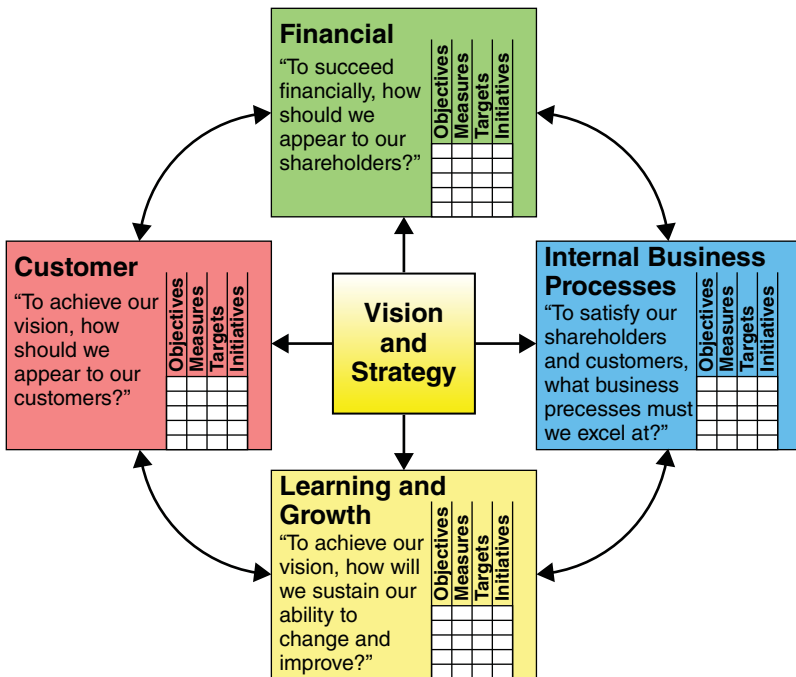 Financial
“To succeed
financially, how
should we
appear to our
shareholders?”
Objectives
Measures
Targets
Initiatives
Customer
“To achieve our
vision, how
should we
appear to our
customers?”
Objectives
Measures
Targets
Initiatives
Vision
and
Strategy
Internal Business
Processes
“To satisfy our
shareholders
and customers,
what business
precesses must
we excel at?”
Objectives
Measures
Targets
Initiatives
Learning and
Growth
“To achieve our
vision, how will
we sustain our
ability to
change and
improve?”
Objectives
Measures
Targets
Initiatives